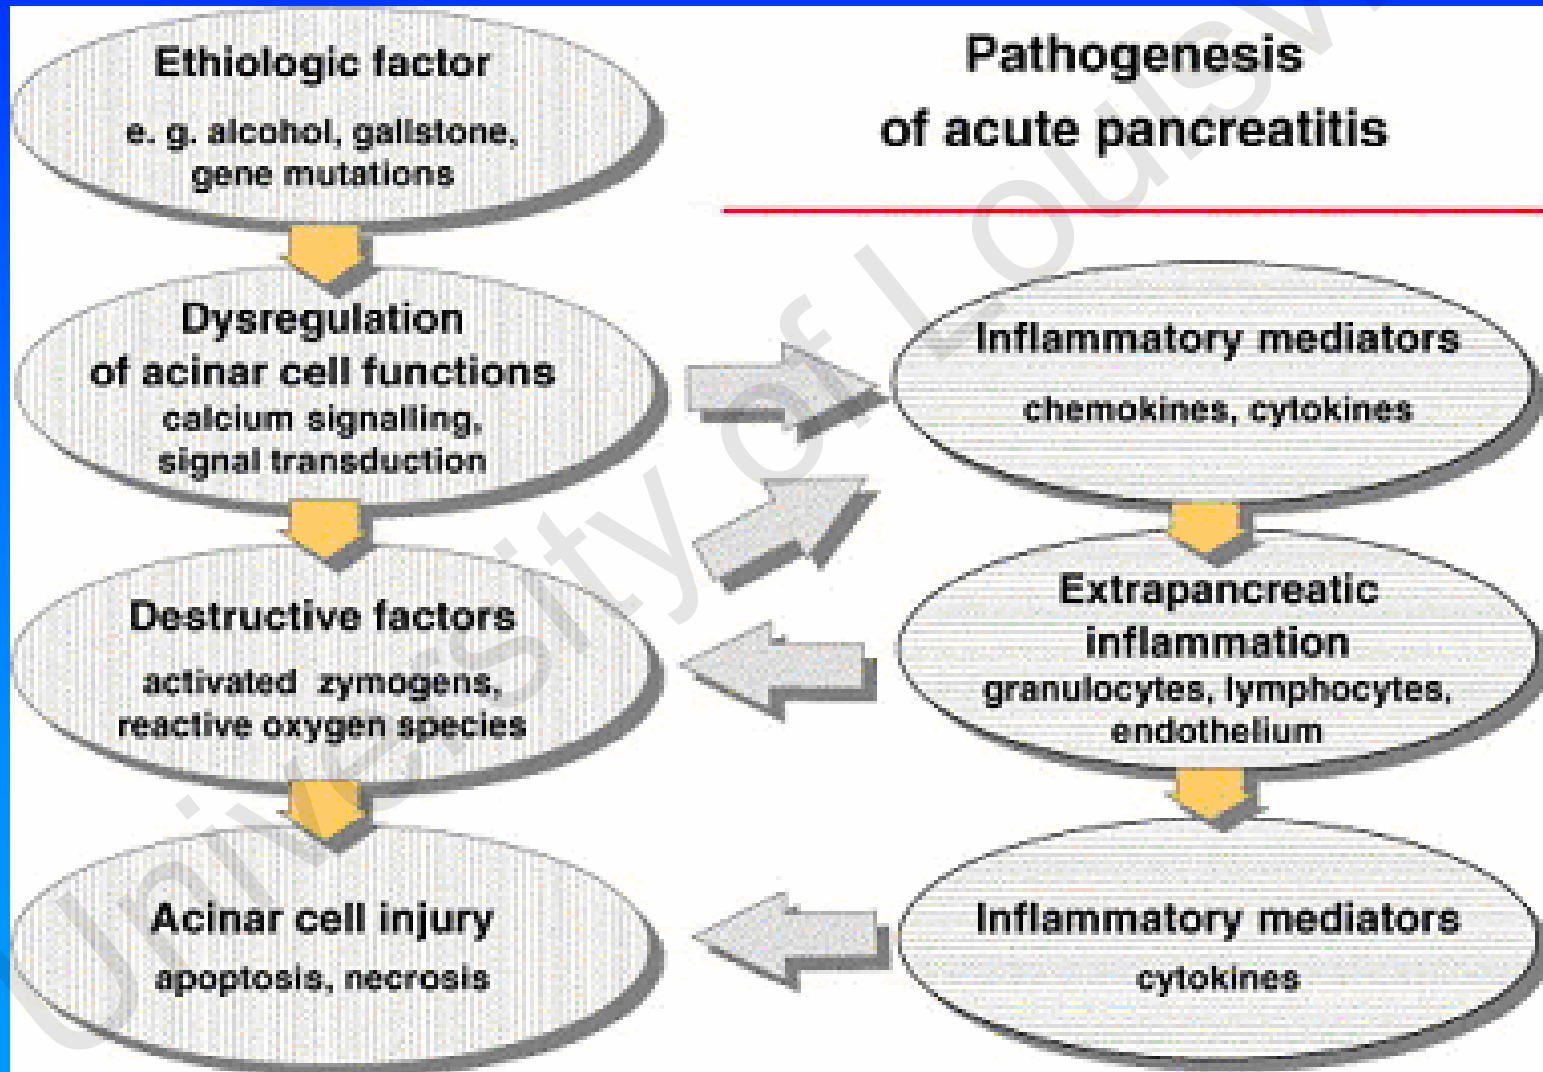 Pathogenesis
of acute pancreatitis
Ethiologic factor
e. g. alcohol, gallstone,
gene mutations
Dysregulation
of acinar cell functions
calcium signalling,
signal transduction
Destructive factors
activated zymogens,
reactive oxygen species
Acinar cell injury
apoptosis, necrosis
Inflammatory mediators
chemokines, cytokines
Extrapancreatic
inflammation
granulocytes, lymphocytes,
endothelium
Inflammatory mediators
cytokines
University of